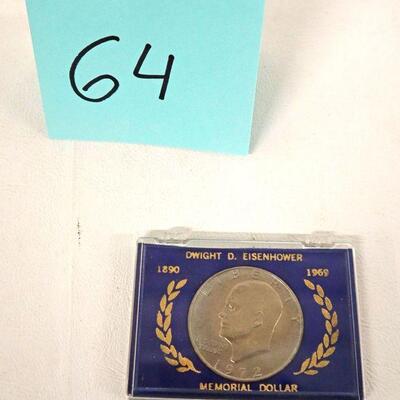 64
DWIGHT D. EISENHOWER
1890 1969
LIBERTY
1972
MEMORIAL DOLLAR